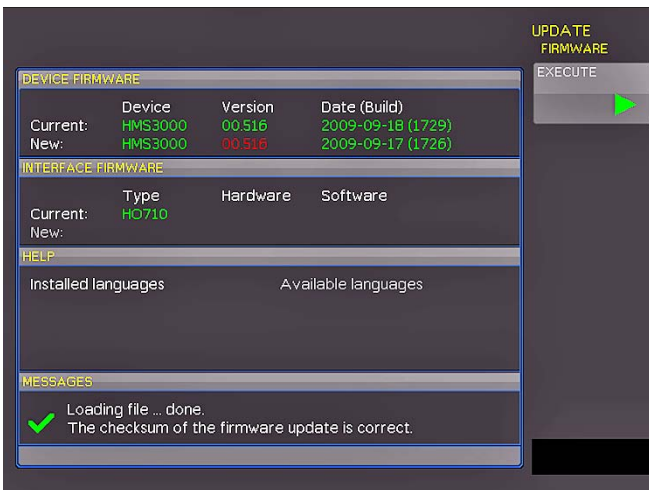 UPDATE
FIRMWARE
EXECUTE
DEVICE FIRMWARE
Device Version Date (Build)
Current: HMS3000 00.516 2009-09-18 (1729)
New: HMS3000 00.516 2009-09-17 (1726)
INTERFACE FIRMWARE
Type Hardware Software
Current: HO710
New:
HELP
Installed languages Available languages
MESSAGES
Loading file ... done.
The checksum of the firmware update is correct.